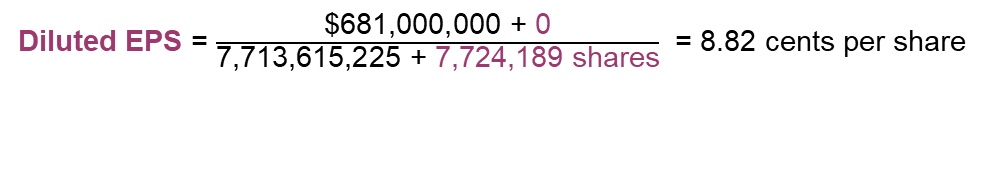 $681,000,000 + 0
Diluted EPS = = 8.82 cents per share
7,713,615,225 + 7,724,189 shares